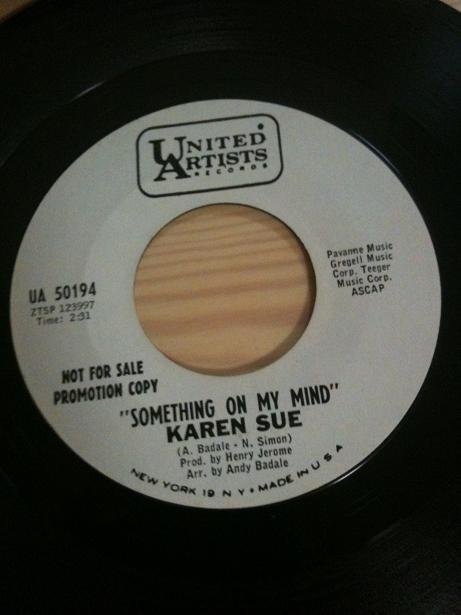 UNITED
ARTISTS
RECORDS
UA 50194
ZTSP 123997
Time: 2:31
Pavanne Music
Gregell Music
Corp. Teeger
Music Corp.
ASCAP
NOT FOR SALE
PROMOTION COPY
"SOMETHING ON MY MIND"
KAREN SUE
(A. Badale - N. Simon)
Prod. by Henry Jerome
Arr. by Andy Badale
NEW YORK 19 N Y • MADE IN U S A